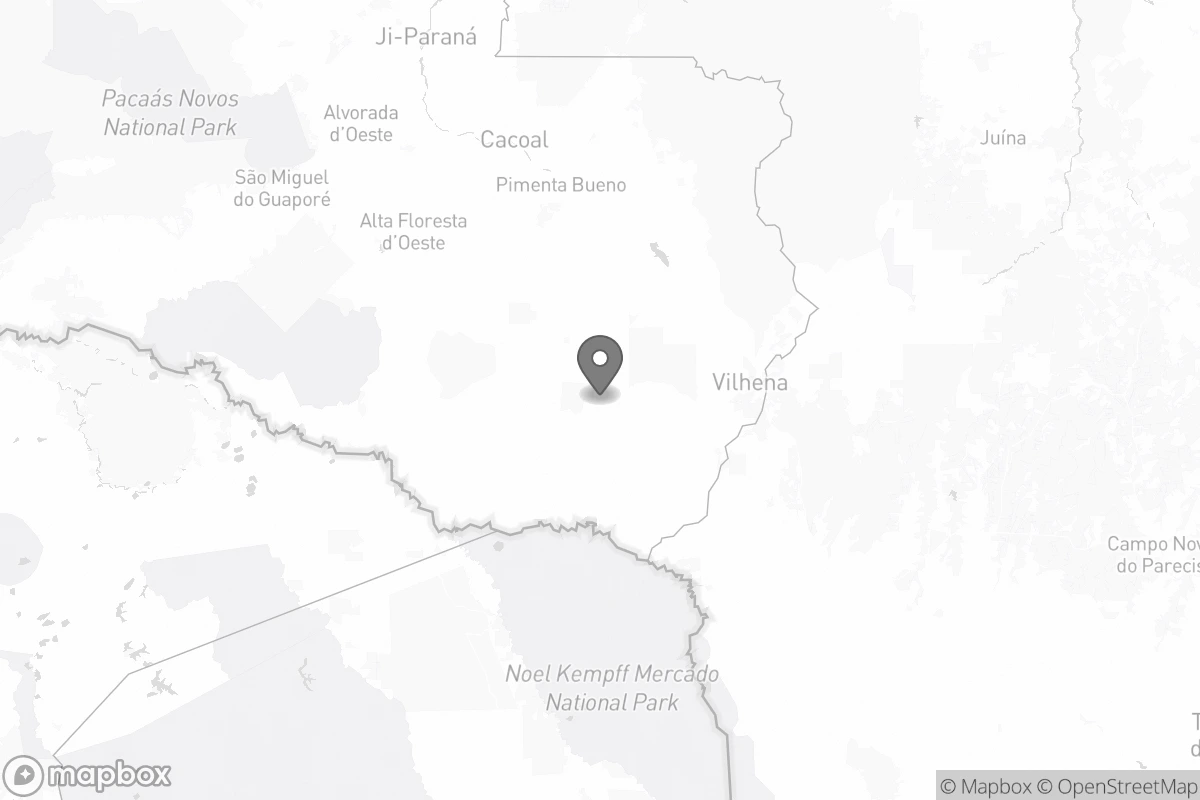 Ji-Paraná
Pacaás Novos
National Park
Alvorada
d'Oeste
Cacoal
Juína
São Miguel
do Guaporé
Pimenta Bueno
Alta Floresta
d'Oeste
Vilhena
Campo Nov
do Parecis
Noel Kempff Mercado
National Park
T
d
mapbox
© Mapbox © OpenStreetMap